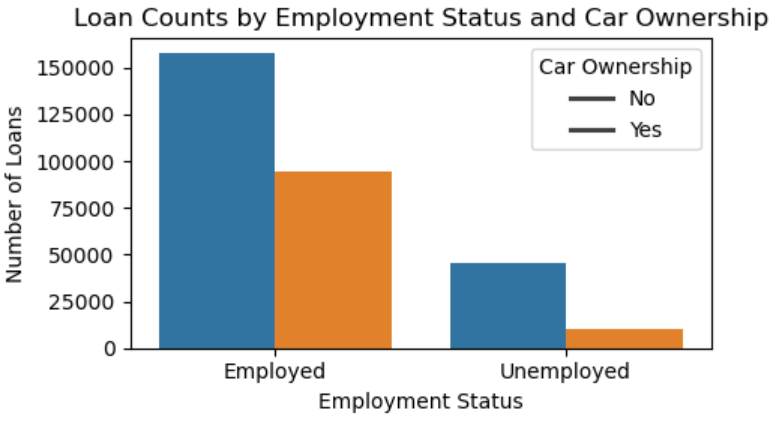 Loan Counts by Employment Status and Car Ownership
150000
125000
100000
75000
50000
25000
0
Number of Loans
Car Ownership
No
Yes
Employed
Unemployed
Employment Status